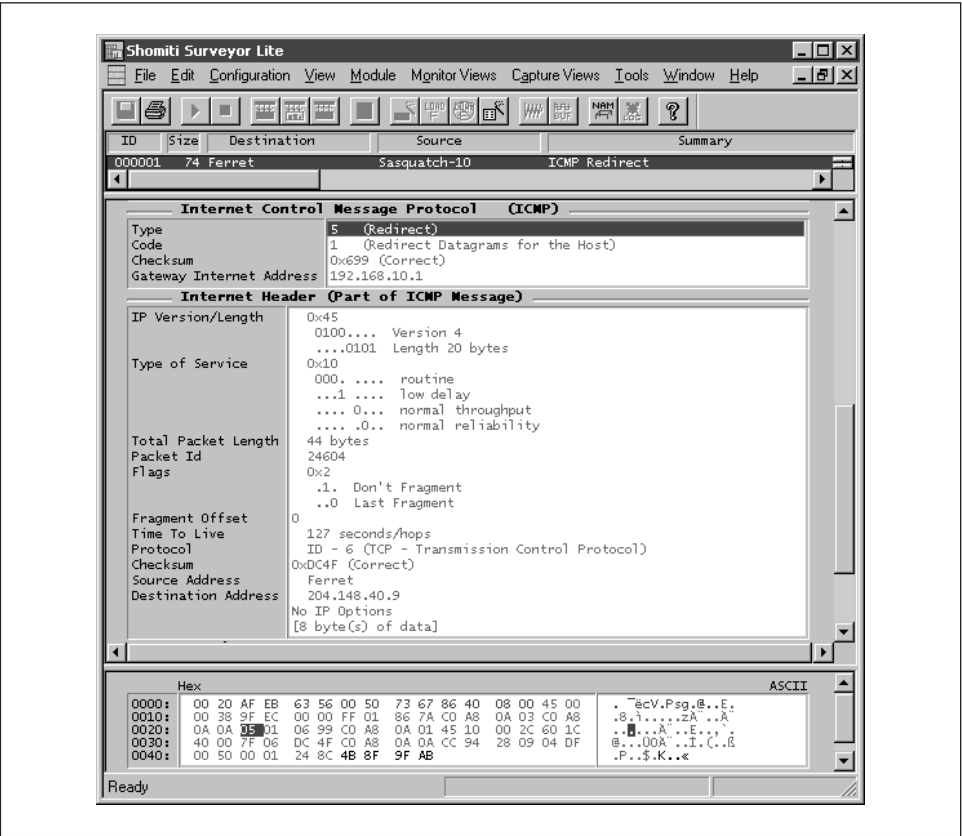 Shomiti Surveyor Lite
File Edit Configuration View Module Monitor Views Capture Views Tools Window Help
ID Size Destination Source Summary
000001 74 Ferret Sasquatch-10 ICMP Redirect
Internet Control Message Protocol (ICMP)
Type 5 (Redirect)
Code 1 (Redirect Datagrams for the Host)
Checksum 0x699 (Correct)
Gateway Internet Address 192.168.10.1
Internet Header (Part of ICMP Message)
IP Version/Length 0x45
0100.... Version 4
....0101 Length 20 bytes
Type of Service 0x10
000. .... routine
...1 .... low delay
.... 0... normal throughput
.... .0.. normal reliability
Total Packet Length 44 bytes
Packet Id 24604
Flags 0x2
.1. Don't Fragment
..0 Last Fragment
Fragment Offset 0
Time To Live 127 seconds/hops
Protocol ID - 6 (TCP - Transmission Control Protocol)
Checksum 0xDC4F (Correct)
Source Address Ferret
Destination Address 204.148.40.9
No IP Options
[8 byte(s) of data]
Hex ASCII
0000: 00 20 AF EB 63 56 00 50 73 67 86 40 08 00 45 00 . ¯ëcV.Psg.@..E.
0010: 00 38 9F EC 00 00 FF 01 86 7A C0 A8 0A 03 C0 A8 .8.ì.....zÀ¨..À¨
0020: 0A 0A 05 01 06 99 C0 A8 0A 01 45 10 00 2C 60 1C ......À¨..E..,`.
0030: 40 00 7F 06 DC 4F C0 A8 0A 0A CC 94 28 09 04 DF @...ÜOÀ¨..Ì.(..ß
0040: 00 50 00 01 24 8C 4B 8F 9F AB .P..$.K..«
Ready